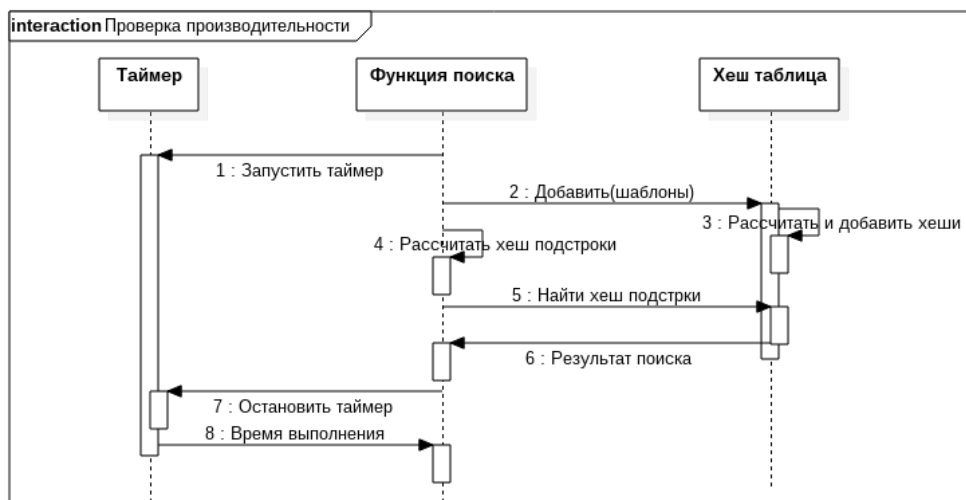 interaction Проверка производительности
Таймер
Функция поиска
Хеш таблица
1 : Запустить таймер
2 : Добавить(шаблоны)
3 : Рассчитать и добавить хеши
4 : Рассчитать хеш подстроки
5 : Найти хеш подстрки
6 : Результат поиска
7 : Остановить таймер
8 : Время выполнения